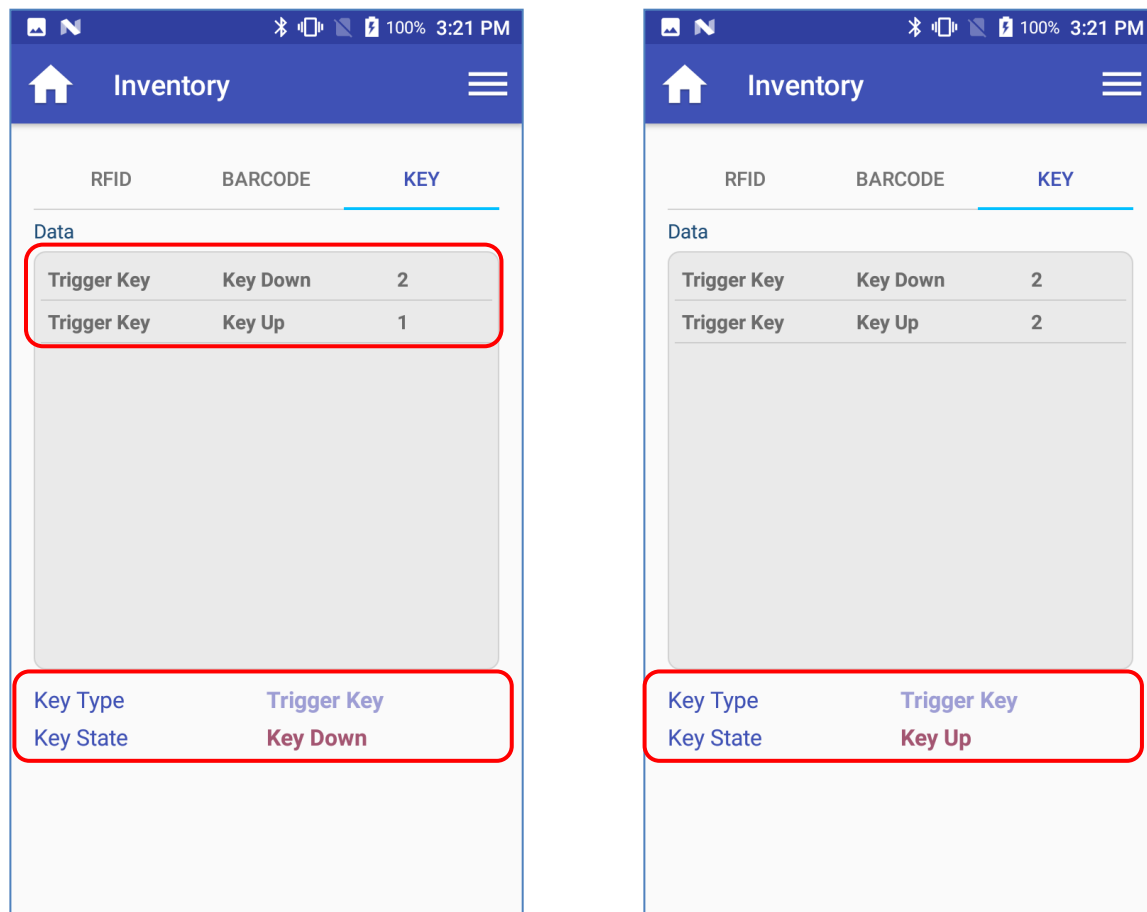 100% 3:21 PM
Inventory
RFID BARCODE KEY
Data
Trigger Key Key Down 2
Trigger Key Key Up 1
Key Type Trigger Key
Key State Key Down
100% 3:21 PM
Inventory
RFID BARCODE KEY
Data
Trigger Key Key Down 2
Trigger Key Key Up 2
Key Type Trigger Key
Key State Key Up